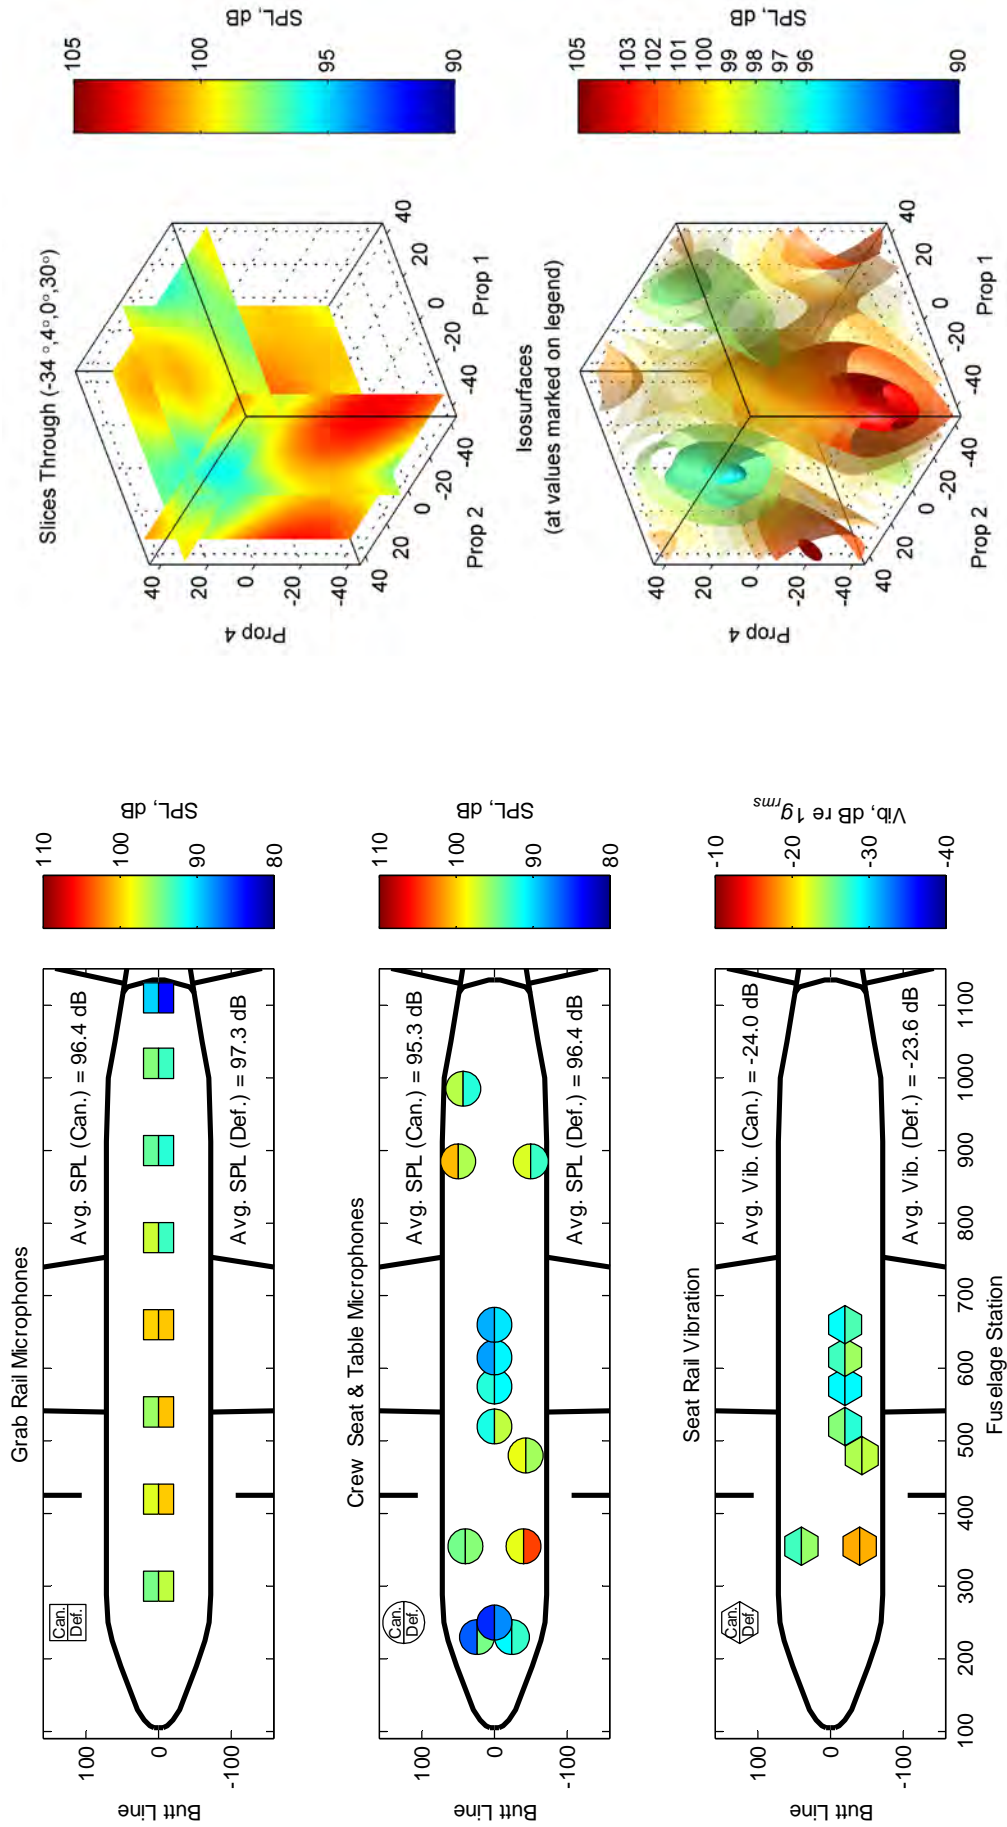 Grab Rail Microphones
Butt Line
100
0
-100
Can.
Def.
Avg. SPL (Can.) = 96.4 dB
Avg. SPL (Def.) = 97.3 dB
110
100
90
80
SPL, dB
Crew Seat & Table Microphones
Butt Line
100
0
-100
Can.
Def.
Avg. SPL (Can.) = 95.3 dB
Avg. SPL (Def.) = 96.4 dB
110
100
90
80
SPL, dB
Seat Rail Vibration
Butt Line
100
0
-100
Can.
Def.
Avg. Vib. (Can.) = -24.0 dB
Avg. Vib. (Def.) = -23.6 dB
-10
-20
-30
-40
Vib, dB re 1g rms
100 200 300 400 500 600 700 800 900 1000 1100
Fuselage Station
Slices Through (-34 °,4°,0°,30°)
Prop 4
40
20
0
-20
-40
Prop 2
20
0
-20
-40
Prop 1
-40
-20
0
20
40
105
100
95
90
SPL, dB
Isosurfaces
(at values marked on legend)
Prop 4
40
20
0
-20
-40
Prop 2
20
0
-20
-40
Prop 1
-40
-20
0
20
40
105
103
102
101
100
99
98
97
96
90
SPL, dB